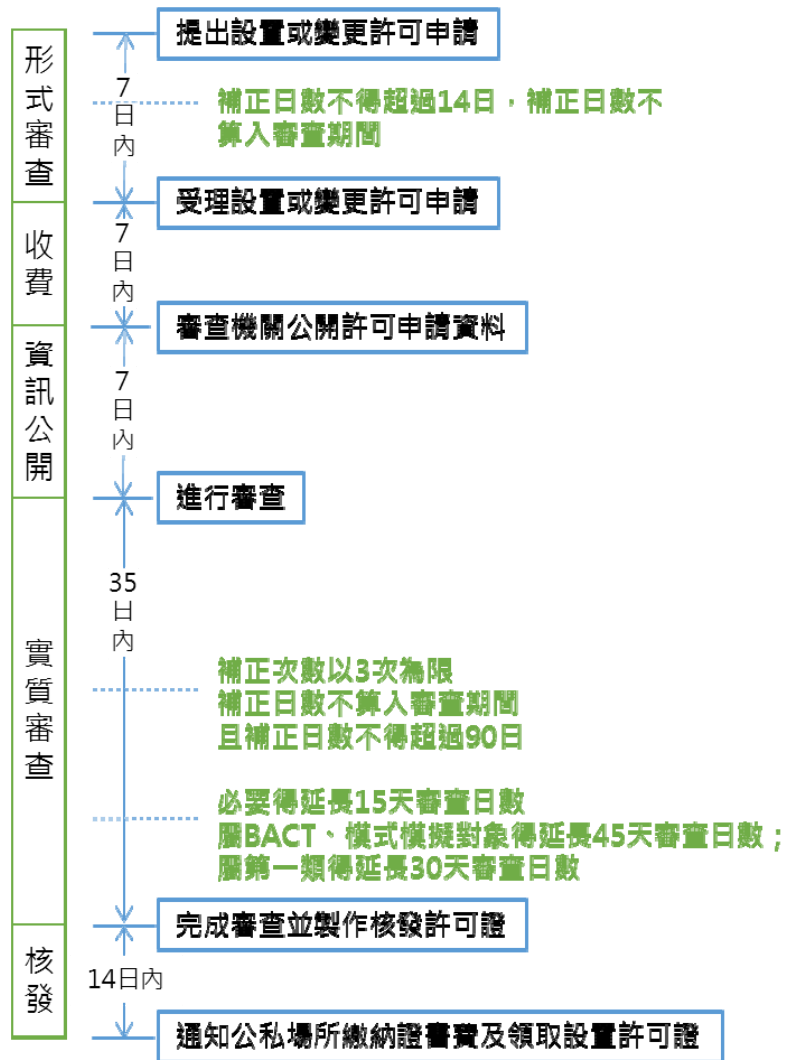 提出設置或變更許可申請
形式審查
7日內
補正日數不得超過14日，補正日數不
算入審查期間
受理設置或變更許可申請
收費
7日內
審查機關公開許可申請資料
資訊公開
7日內
進行審查
實質審查
35日內
補正次數以3次為限
補正日數不算入審查期間
且補正日數不得超過90日
必要得延長15天審查日數
屬BACT、模式模擬對象得延長45天審查日數；
屬第一類得延長30天審查日數
完成審查並製作核發許可證
核發
14日內
通知公私場所繳納證書費及領取設置許可證